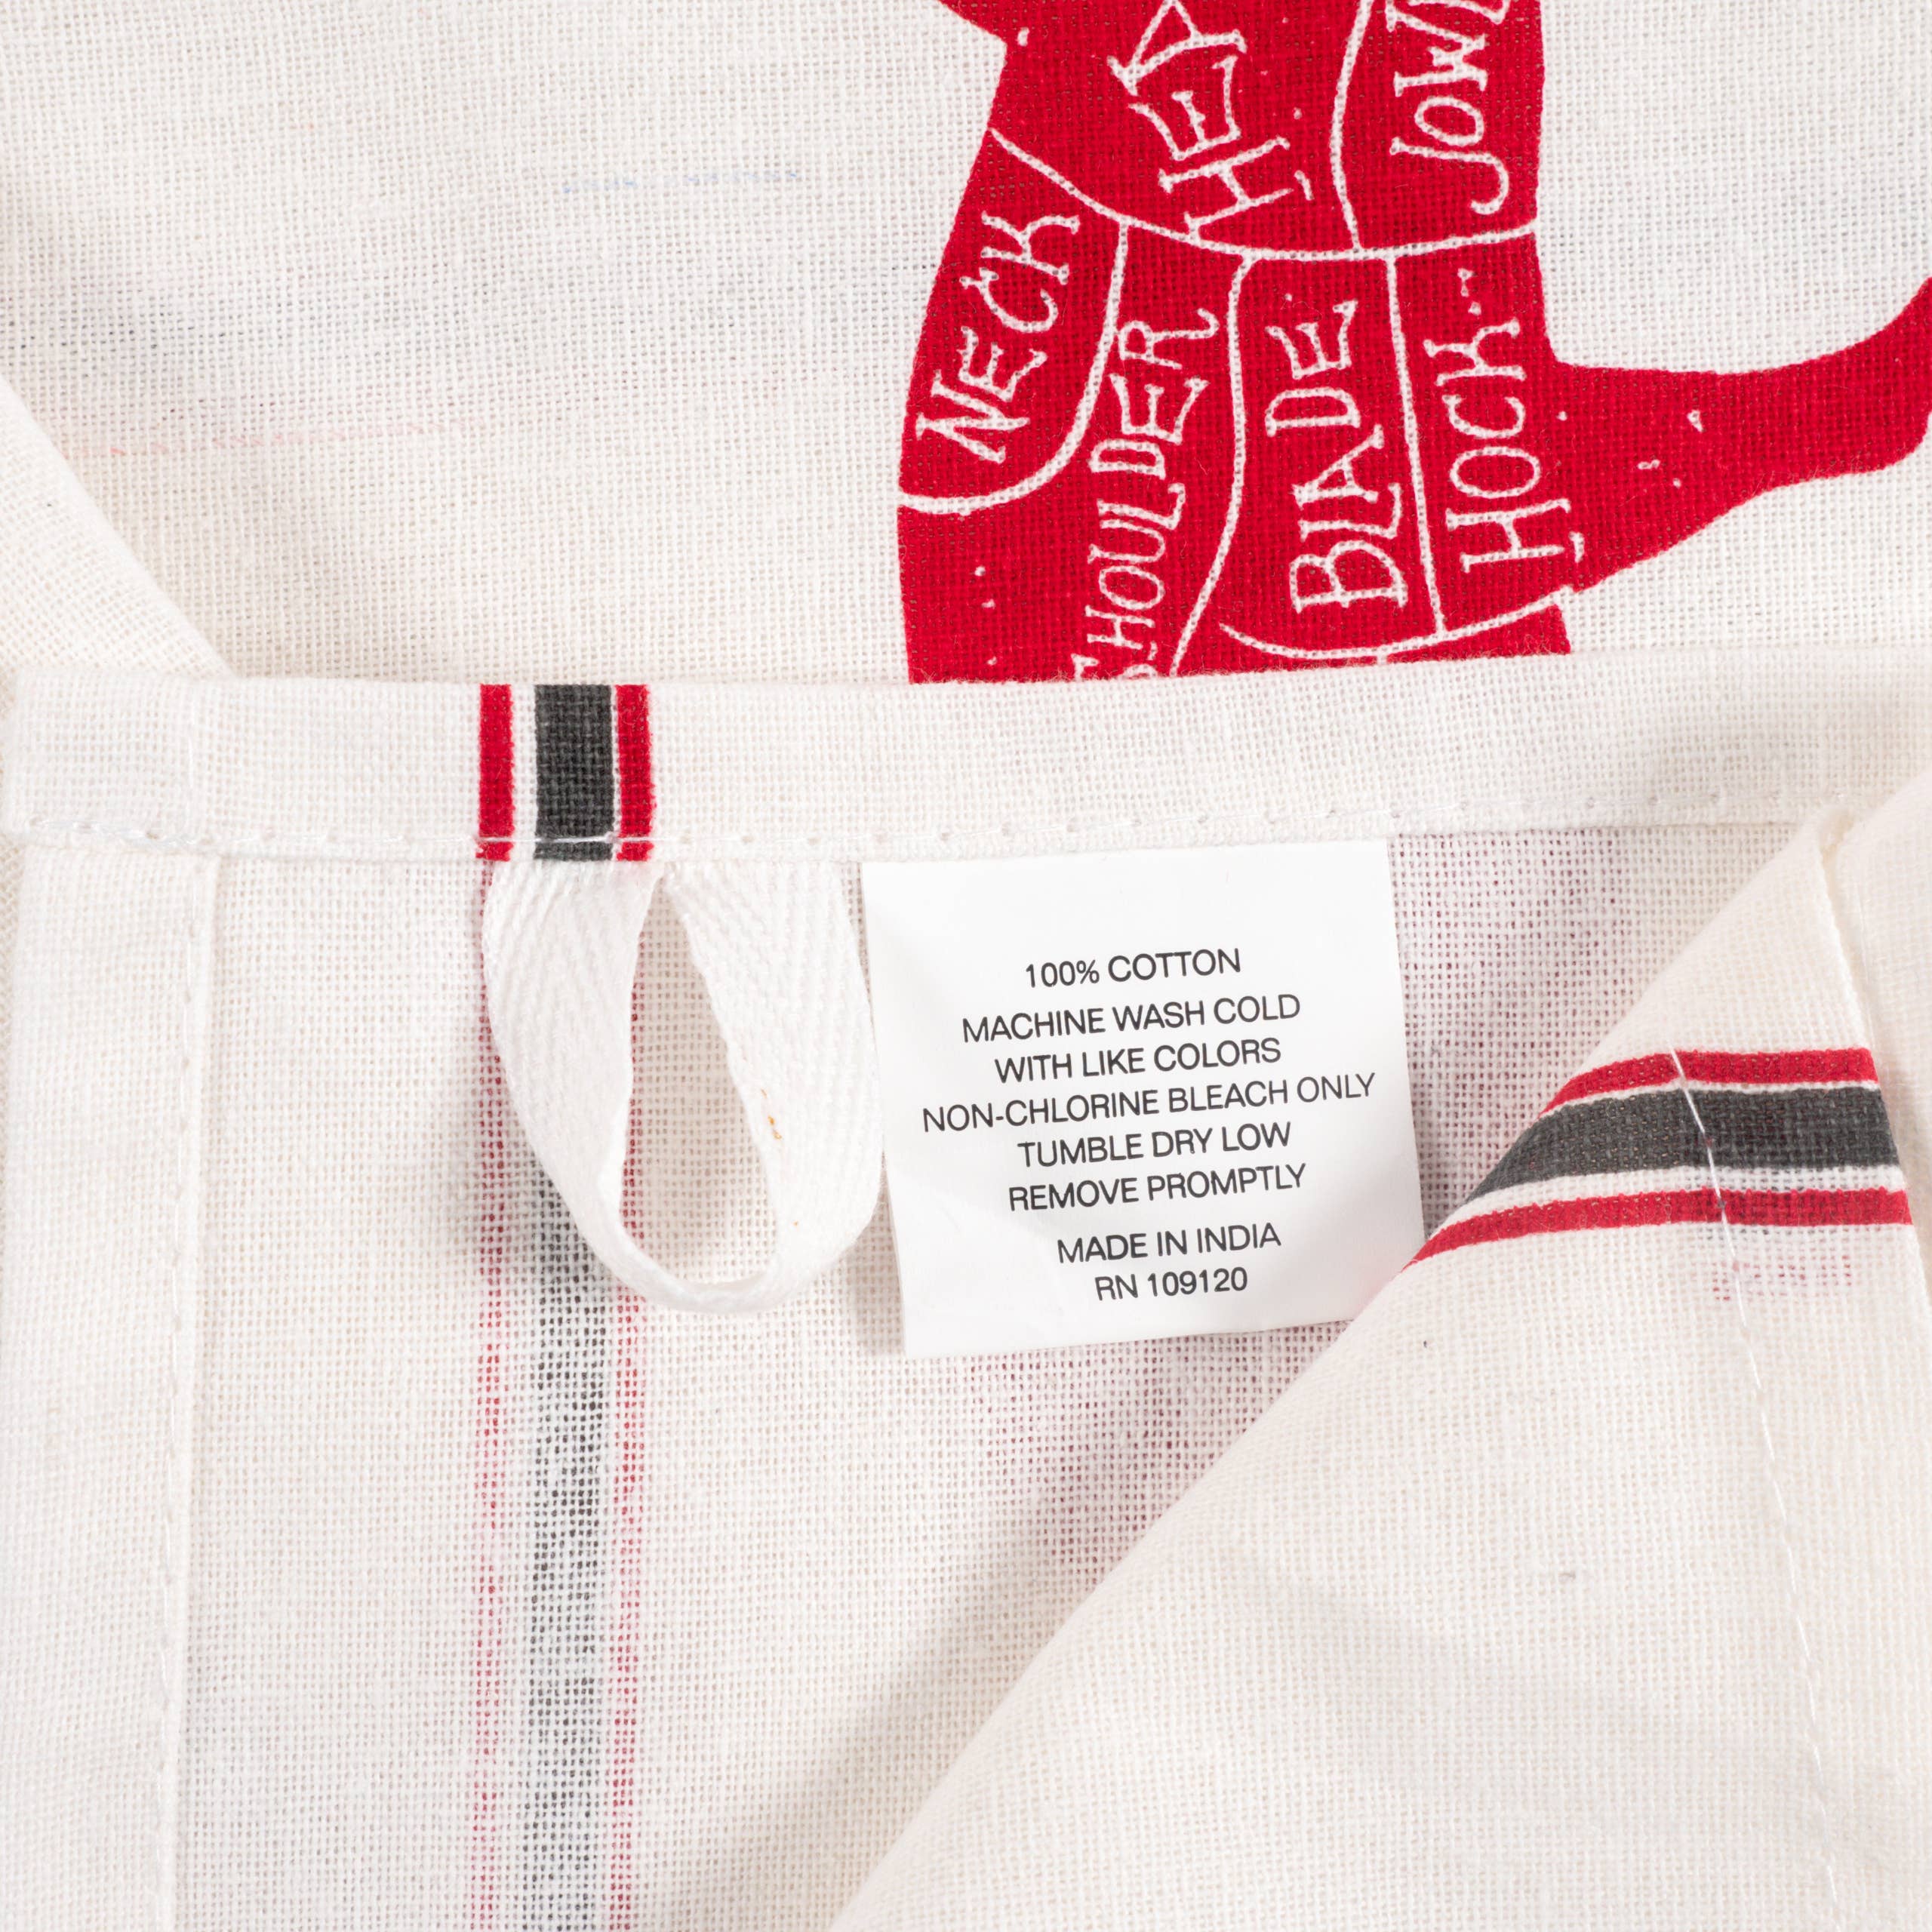 HEAD
JOWL
NECK
SHOULDER
BLADE
HOCK
100% COTTON
MACHINE WASH COLD
WITH LIKE COLORS
NON-CHLORINE BLEACH ONLY
TUMBLE DRY LOW
REMOVE PROMPTLY
MADE IN INDIA
RN 109120